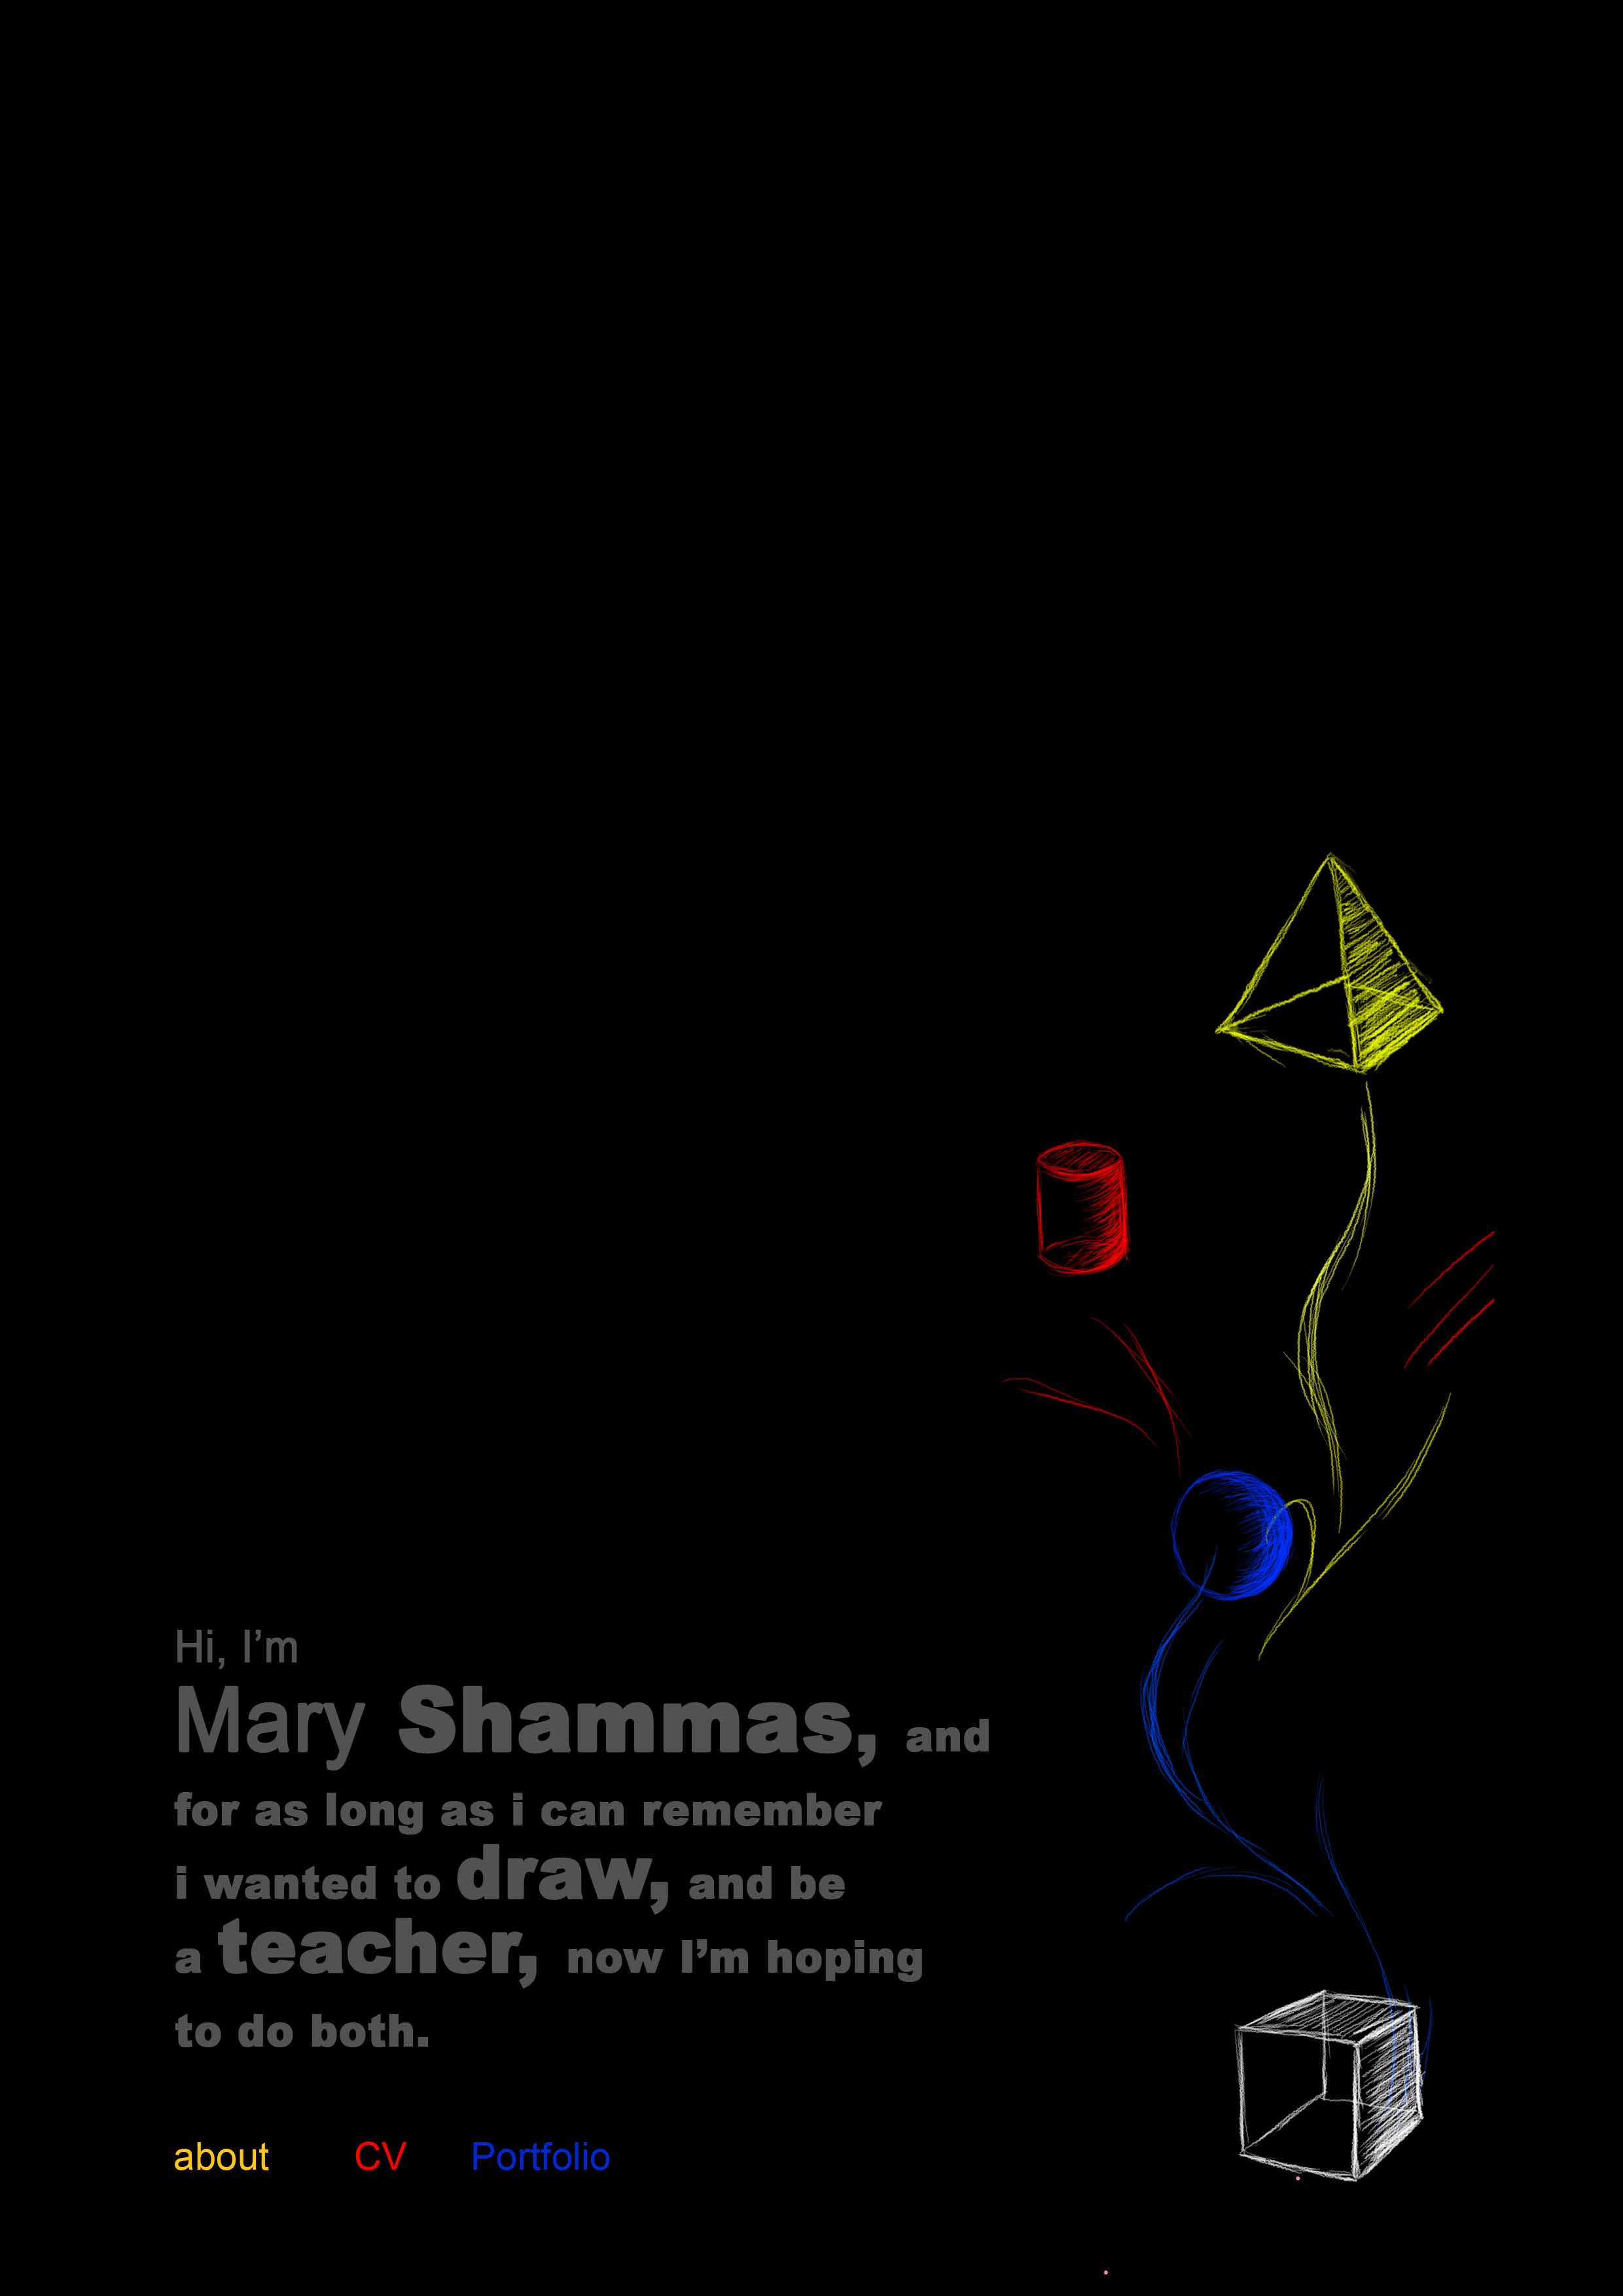 Hi, I’m
Mary Shammas, and
for as long as i can remember
i wanted to draw, and be
a teacher, now I’m hoping
to do both.
about CV Portfolio